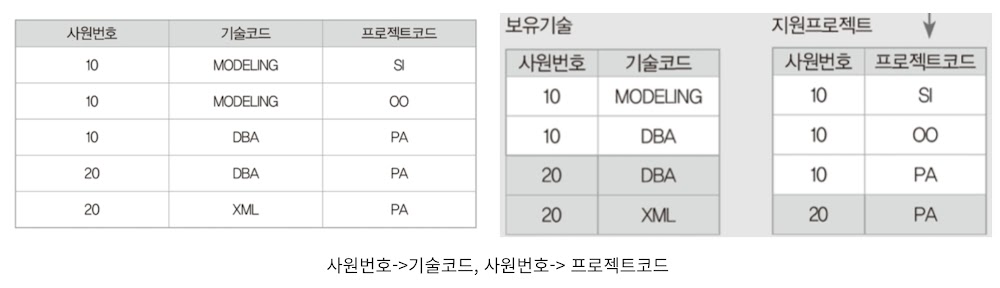 사원번호 기술코드 프로젝트코드
10 MODELING SI
10 MODELING OO
10 DBA PA
20 DBA PA
20 XML PA
보유기술
사원번호 기술코드
10 MODELING
10 DBA
20 DBA
20 XML
지원프로젝트
사원번호 프로젝트코드
10 SI
10 OO
10 PA
20 PA
사원번호->기술코드, 사원번호-> 프로젝트코드